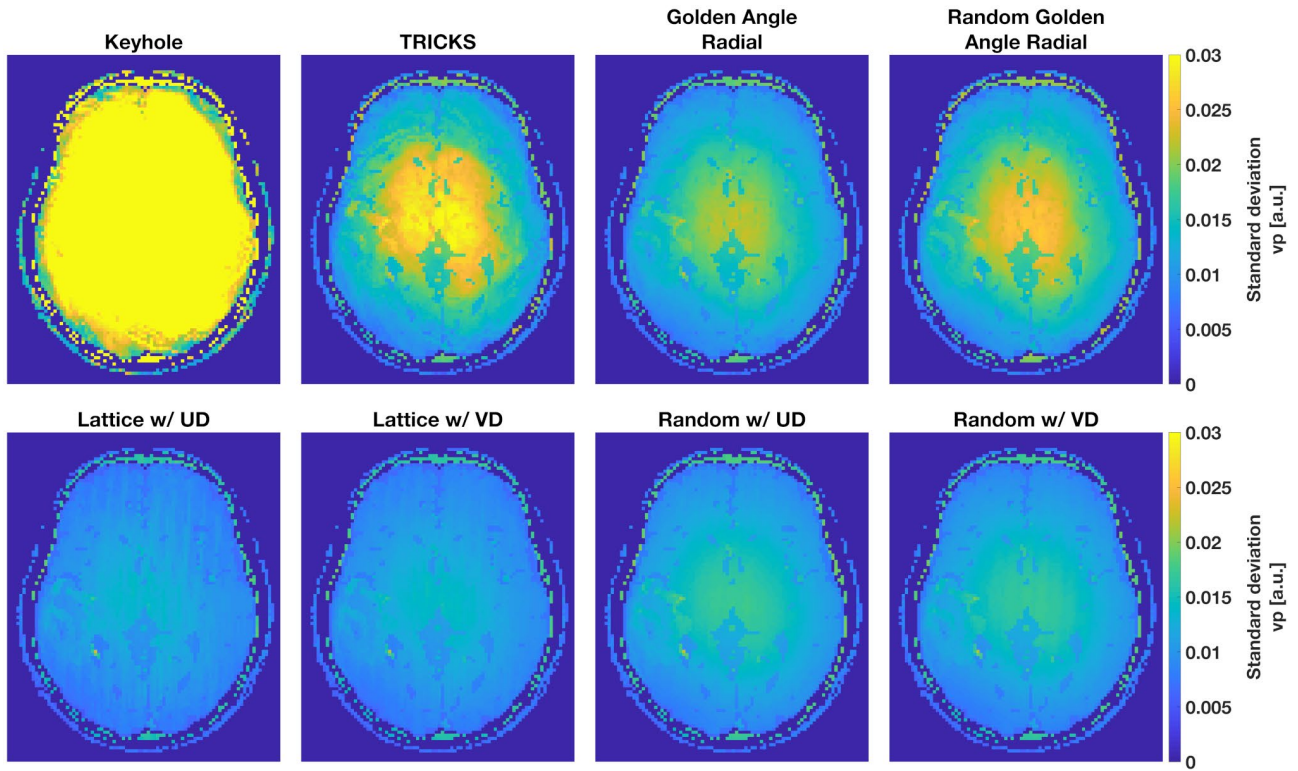 Keyhole
TRICKS
Golden Angle
Radial
Random Golden
Angle Radial
0.03
0.025
0.02
0.015
0.01
0.005
0
Standard deviation
vp [a.u.]
Lattice w/ UD
Lattice w/ VD
Random w/ UD
Random w/ VD
0.03
0.025
0.02
0.015
0.01
0.005
0
Standard deviation
vp [a.u.]